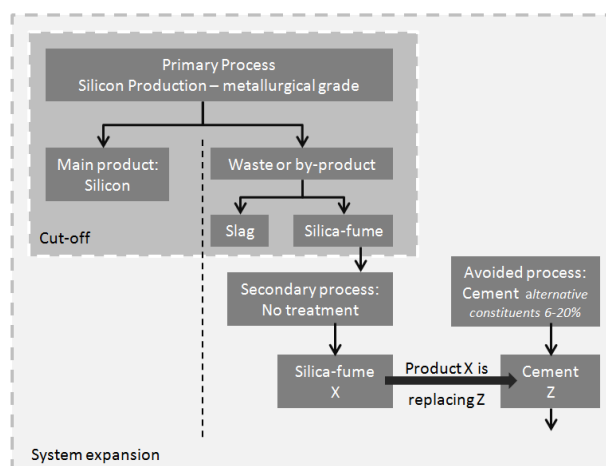 Primary Process
Silicon Production – metallurgical grade
Main product:
Silicon
Waste or by-product
Slag
Silica-fume
Cut-off
Secondary process:
No treatment
Avoided process:
Cement alternative
constituents 6-20%
Silica-fume
X
Product X is
replacing Z
Cement
Z
System expansion